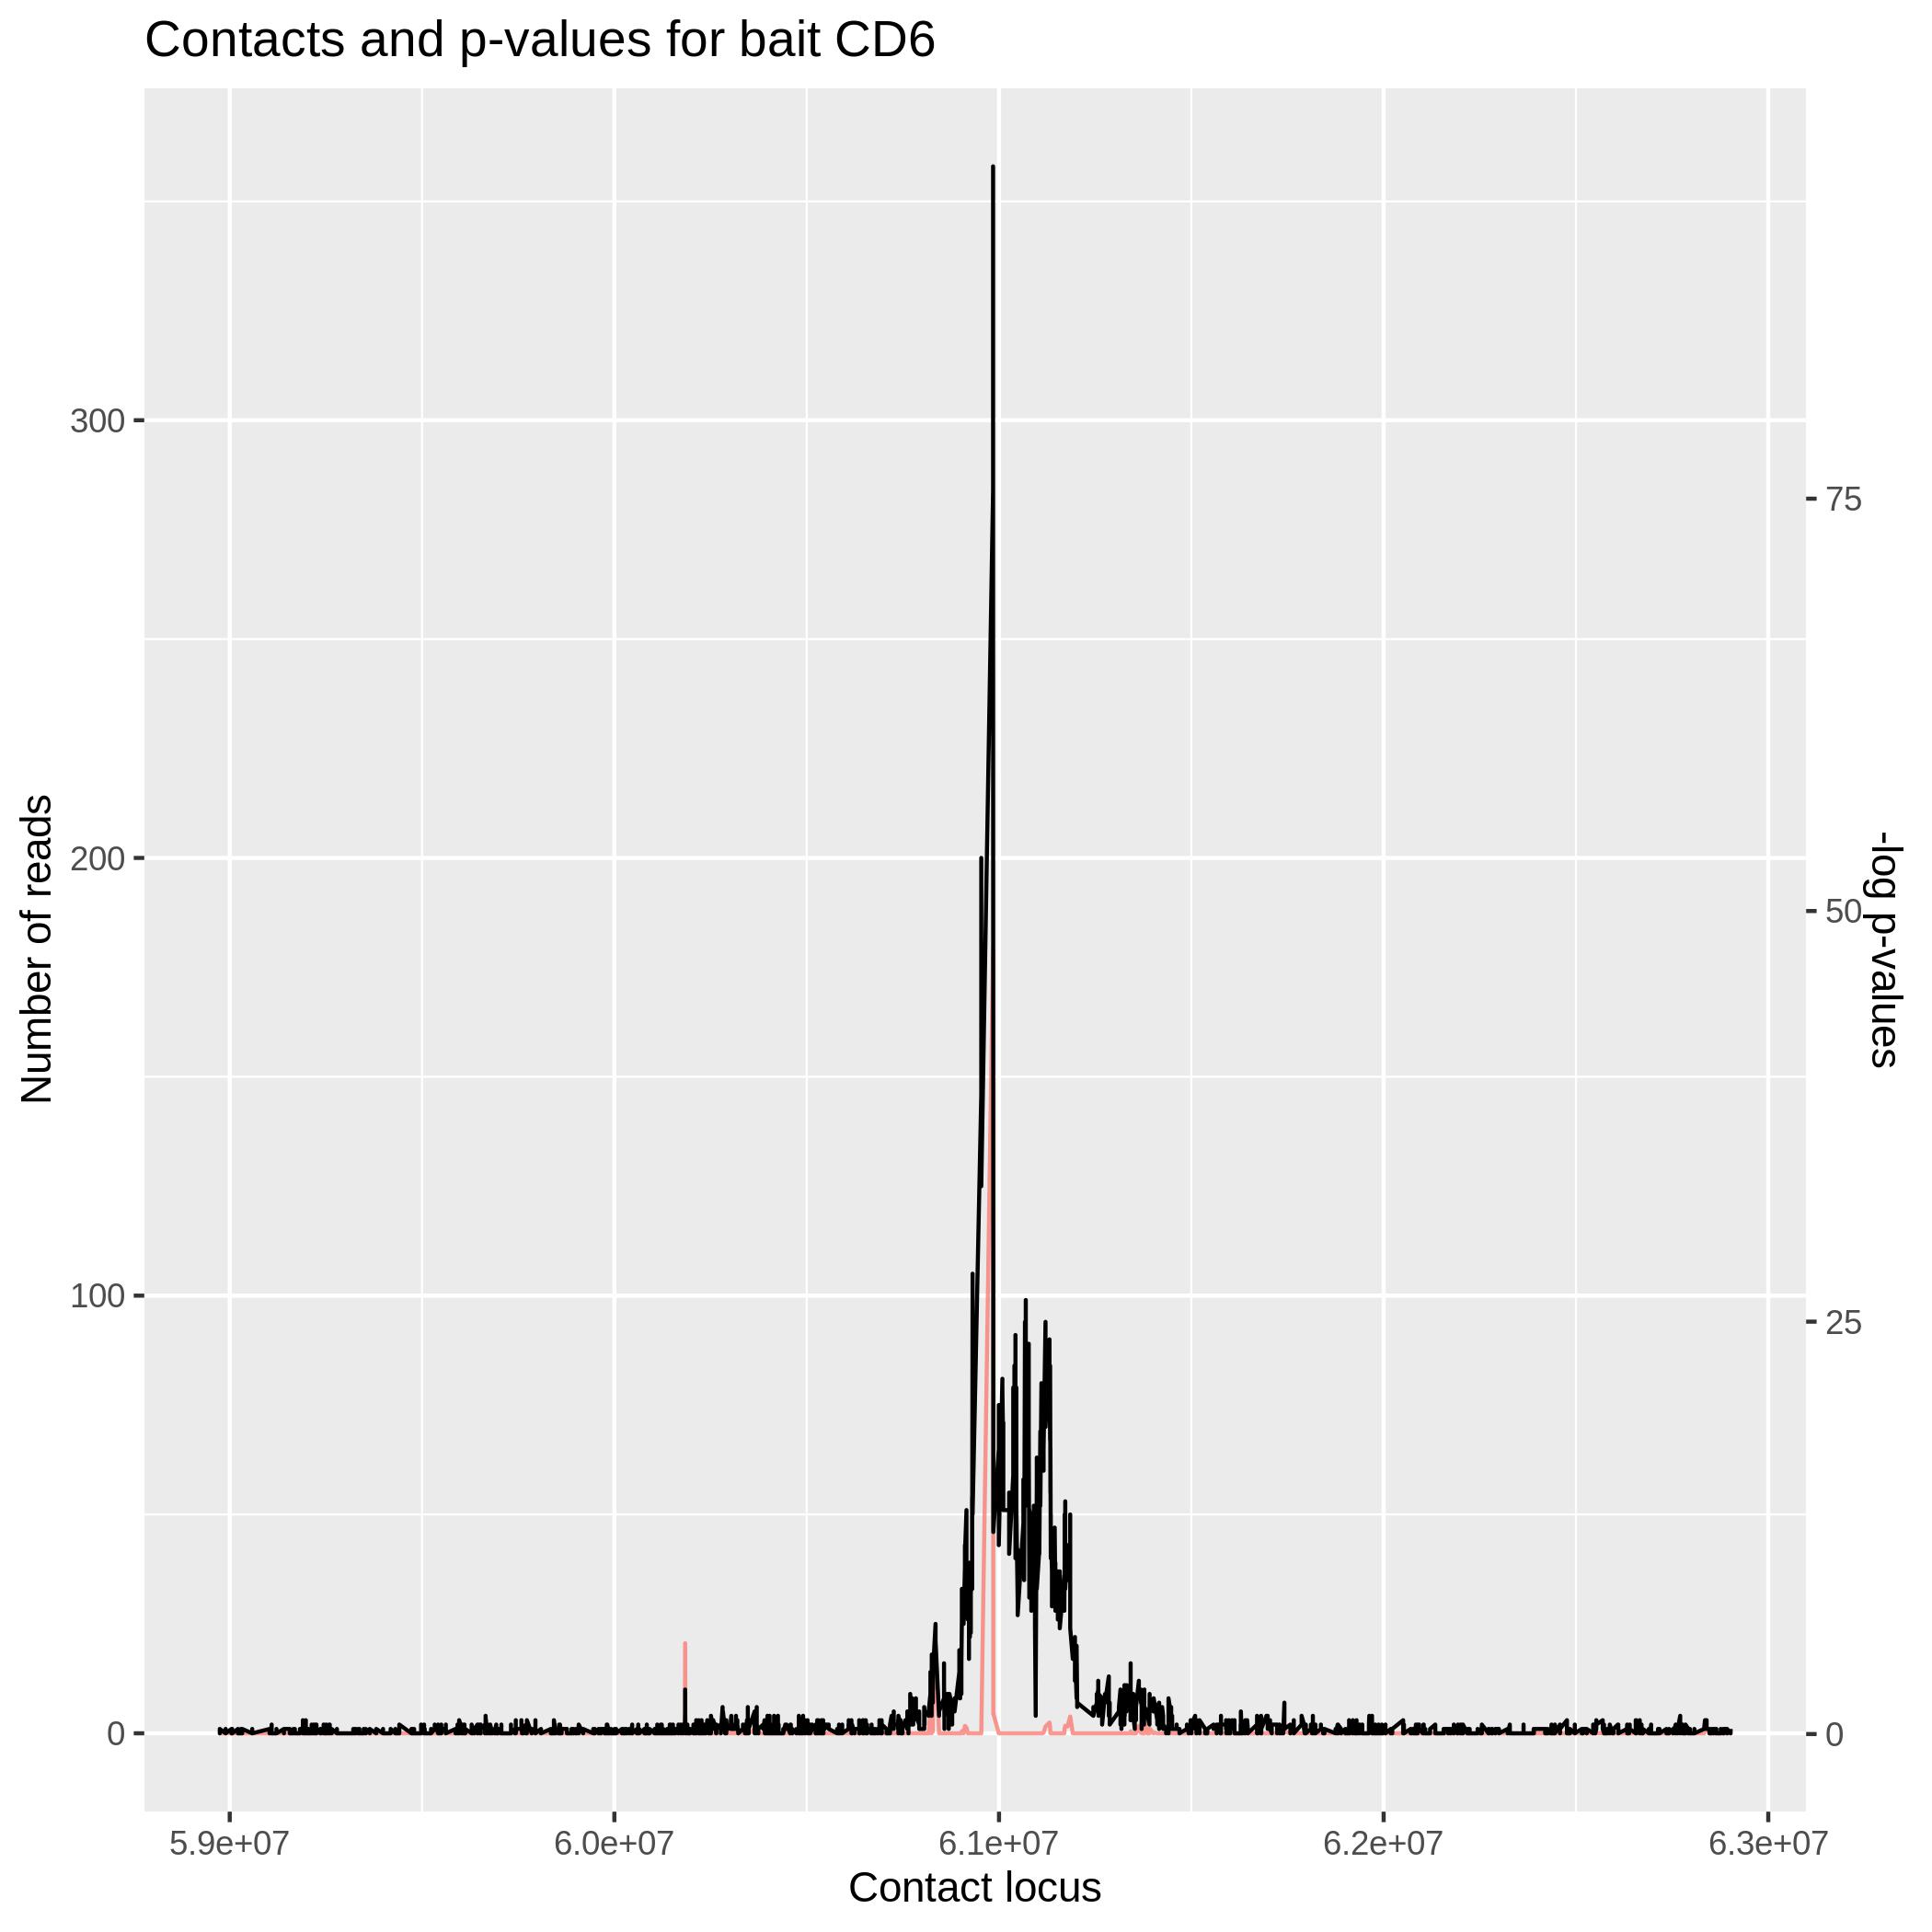 Contacts and p-values for bait CD6
Number of reads
300
200
100
0
75
50
25
0
-log p-values
5.9e+07
6.0e+07
6.1e+07
6.2e+07
6.3e+07
Contact locus